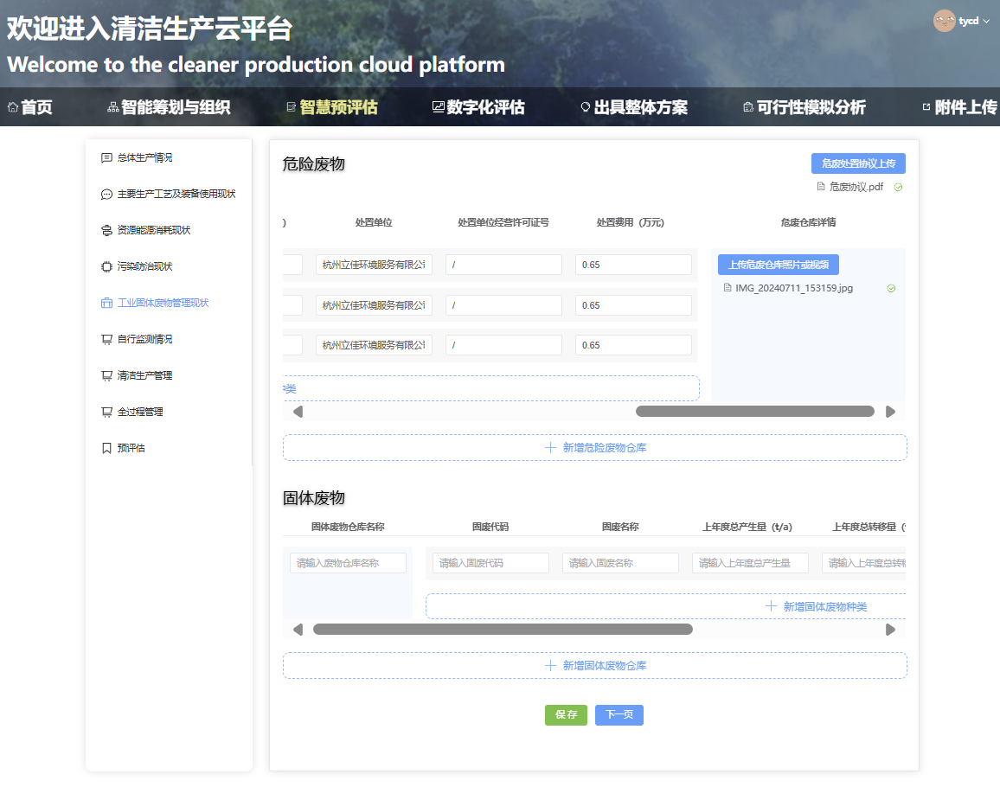 欢迎进入清洁生产云平台
Welcome to the cleaner production cloud platform
tycd
首页 智能筹划与组织 智慧预评估 数字化评估 出具整体方案 可行性模拟分析 附件上传
总体生产情况
主要生产工艺及装备使用现状
资源能源消耗现状
污染防治现状
工业固体废物管理现状
自行监测情况
清洁生产管理
全过程管理
预评估
危险废物
危废处置协议上传
危废协议.pdf
) 处置单位 处置单位经营许可证号 处置费用（万元） 危废仓库详情
杭州立佳环境服务有限公司 / 0.65
上传危废仓库照片或视频
IMG_20240711_153159.jpg
杭州立佳环境服务有限公司 / 0.65
杭州立佳环境服务有限公司 / 0.65
种类
新增危险废物仓库
固体废物
固体废物仓库名称 固废代码 固废名称 上年度总产生量（t/a） 上年度总转移量（
请输入废物仓库名称 请输入固废代码 请输入固废名称 请输入上年度总产生量 请输入上年度总转移
新增固体废物种类
新增固体废物仓库
保存 下一页